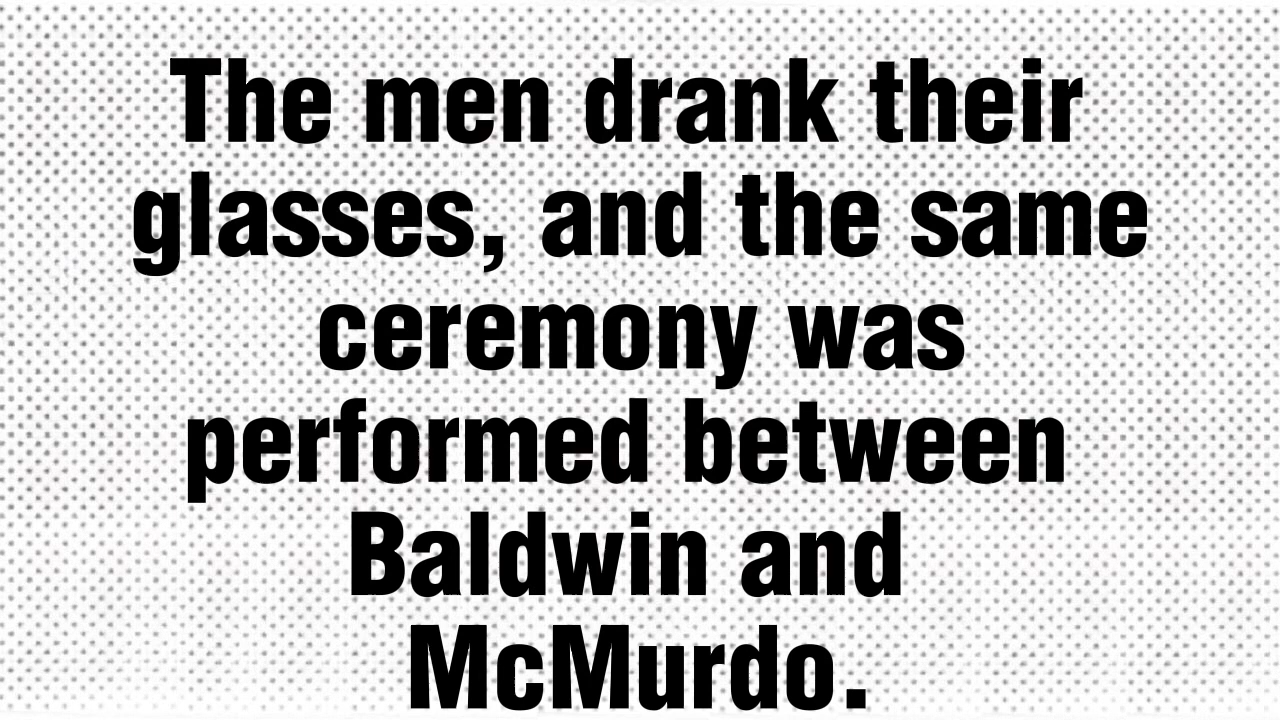 The men drank their
glasses, and the same
ceremony was
performed between
Baldwin and
McMurdo.